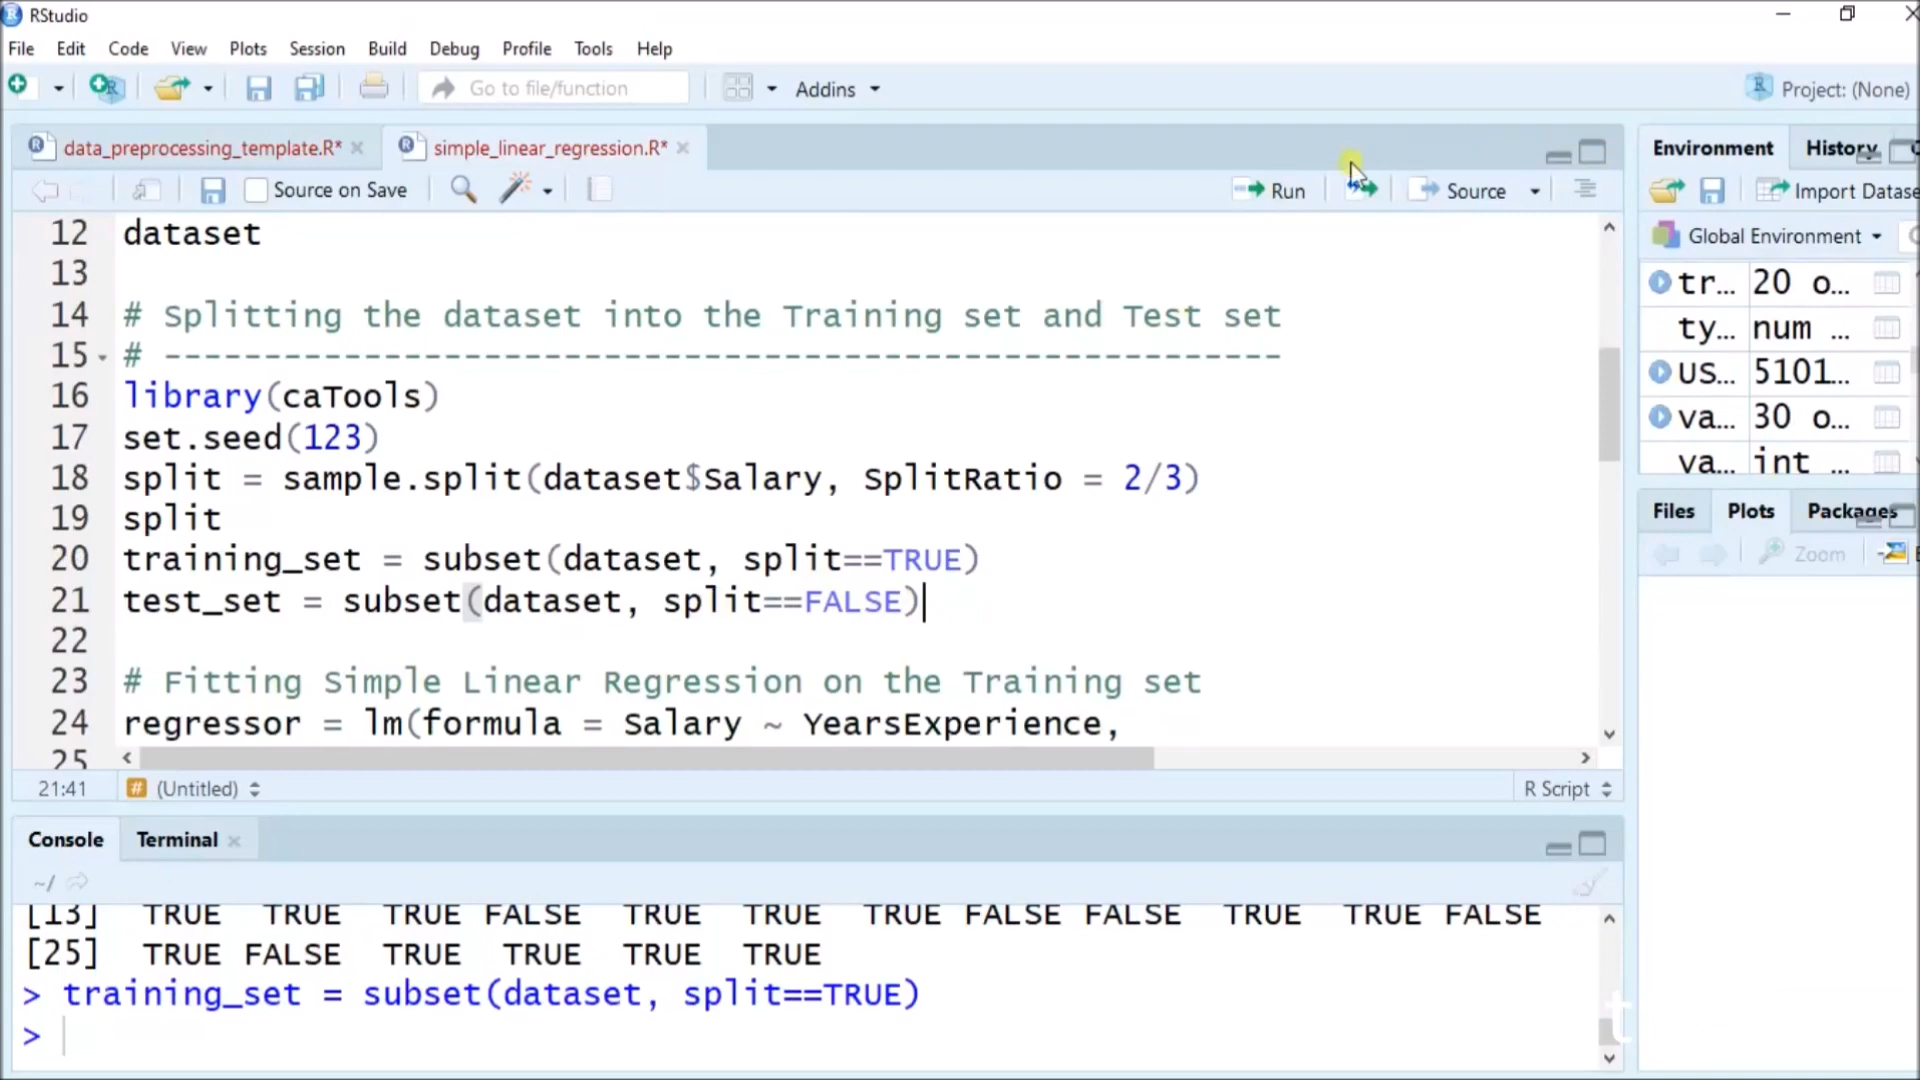 RStudio
File Edit Code View Plots Session Build Debug Profile Tools Help
Go to file/function Addins Project: (None)
data_preprocessing_template.R* simple_linear_regression.R*
Source on Save Run Source
12 dataset
13
14 # Splitting the dataset into the Training set and Test set
15 # --------------------------------------------------------
16 library(caTools)
17 set.seed(123)
18 split = sample.split(dataset$Salary, SplitRatio = 2/3)
19 split
20 training_set = subset(dataset, split==TRUE)
21 test_set = subset(dataset, split==FALSE)
22
23 # Fitting Simple Linear Regression on the Training set
24 regressor = lm(formula = Salary ~ YearsExperience,
25
21:41 # (Untitled) R Script
Console Terminal
~/
[13] TRUE TRUE TRUE FALSE TRUE TRUE TRUE FALSE FALSE TRUE TRUE FALSE
[25] TRUE FALSE TRUE TRUE TRUE TRUE
> training_set = subset(dataset, split==TRUE)
>
Environment History
Import Datase
Global Environment
tr... 20 o...
ty... num ...
US... 5101...
va... 30 o...
va... int ...
Files Plots Packages
Zoom
t